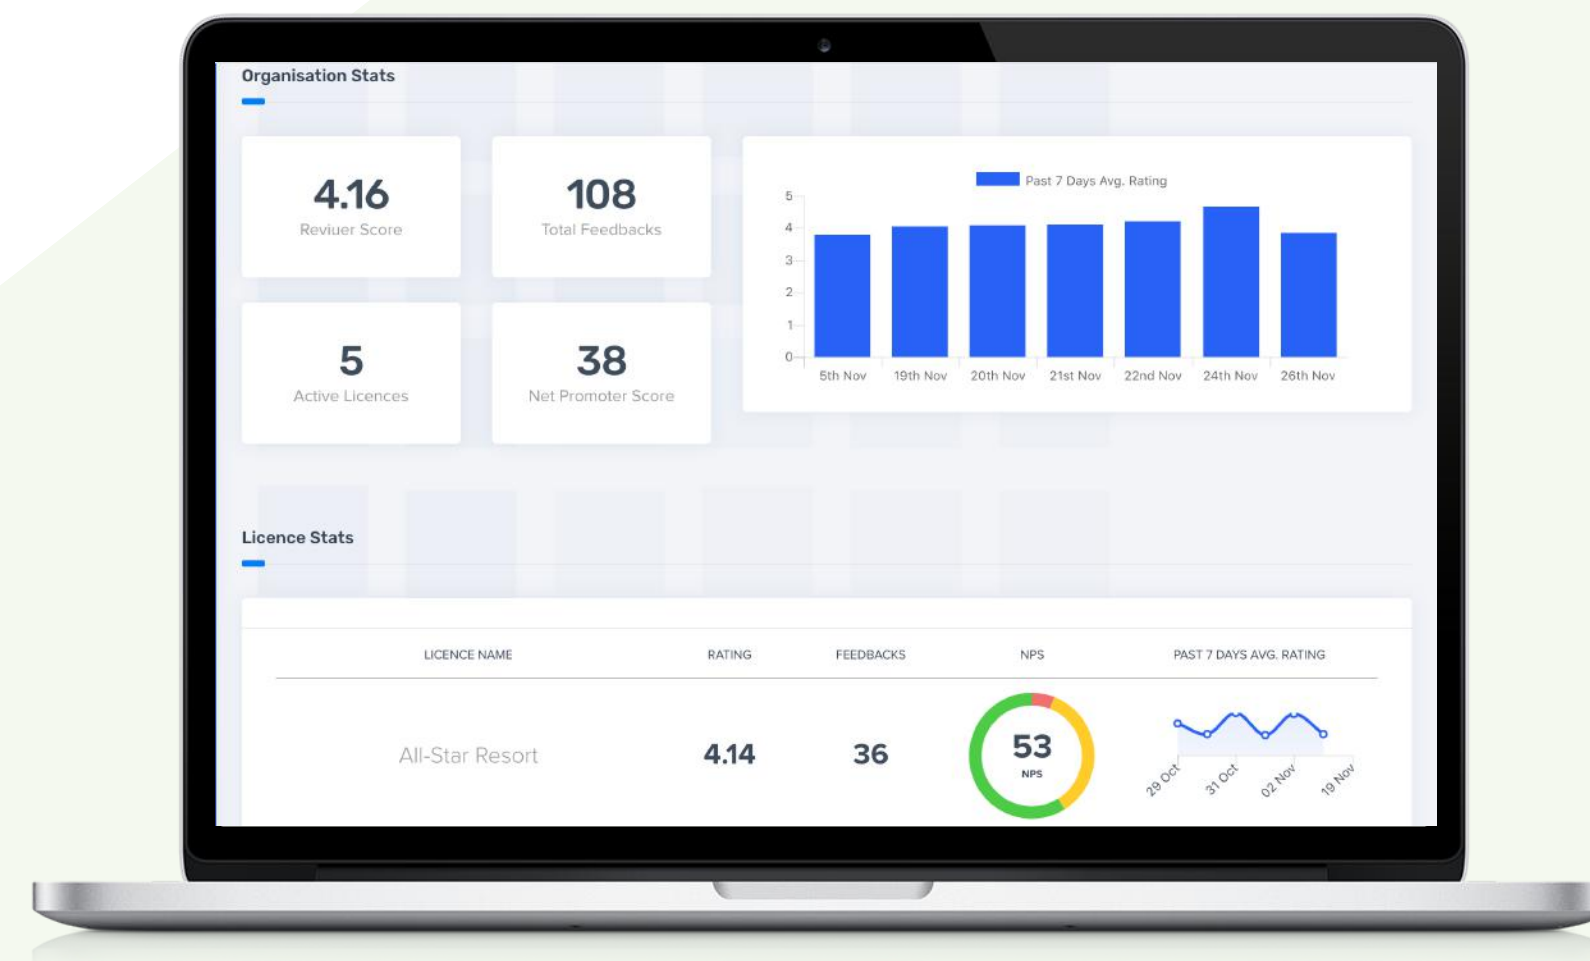 Organisation Stats
4.16
Reviuer Score
108
Total Feedbacks
5
Active Licences
38
Net Promoter Score
Past 7 Days Avg. Rating
5
4
3
2
1
0
5th Nov 19th Nov 20th Nov 21st Nov 22nd Nov 24th Nov 26th Nov
Licence Stats
LICENCE NAME RATING FEEDBACKS NPS PAST 7 DAYS AVG. RATING
All-Star Resort 4.14 36 53
NPS
29 Oct 31 Oct 02 Nov 19 Nov